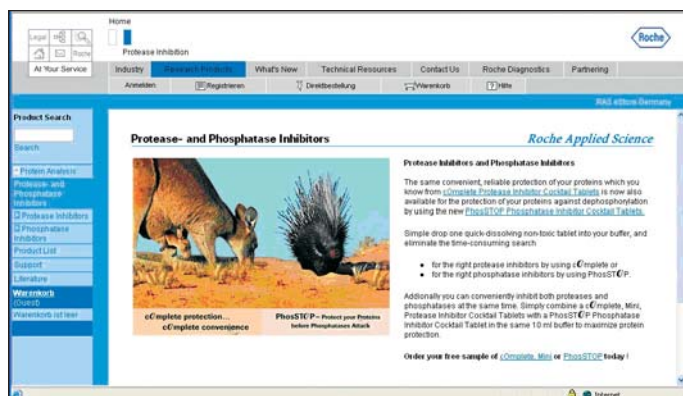 Home
Legal
Roche
Roche
Protease Inhibition
At Your Service
Industry Research Products What's New Technical Resources Contact Us Roche Diagnostics Partnering
Anmelden Registrieren Direktbestellung Warenkorb Hilfe
RAS eStore Germany
Product Search
Search
Protein Analysis
Protease- and
Phosphatase
Inhibitors
Protease Inhibitors
Phosphatase
Inhibitors
Product List
Support
Literature
Warenkorb
(Guest)
Warenkorb ist leer
Protease- and Phosphatase Inhibitors
Roche Applied Science
cOmplete protection...
cOmplete convenience
PhosSTOP – Protect your Proteins
before Phosphatases Attack
Protease Inhibitors and Phosphatase Inhibitors
The same convenient, reliable protection of your proteins which you
know from cOmplete Protease Inhibitor Cocktail Tablets is now also
available for the protection of your proteins against dephosphorylation
by using the new PhosSTOP Phosphatase Inhibitor Cocktail Tablets.
Simple drop one quick-dissolving non-toxic tablet into your buffer, and
eliminate the time-consuming search
• for the right protease inhibitors by using cOmplete or
• for the right phosphatase inhibitors by using PhosSTOP.
Addionally you can conveniently inhibit both proteases and
phosphatases at the same time. Simply combine a cOmplete, Mini,
Protease Inhibitor Cocktail Tablets with a PhosSTOP Phosphatase
Inhibitor Cocktail Tablet in the same 10 ml buffer to maximize protein
protection.
Order your free sample of cOmplete, Mini or PhosSTOP today !
Internet